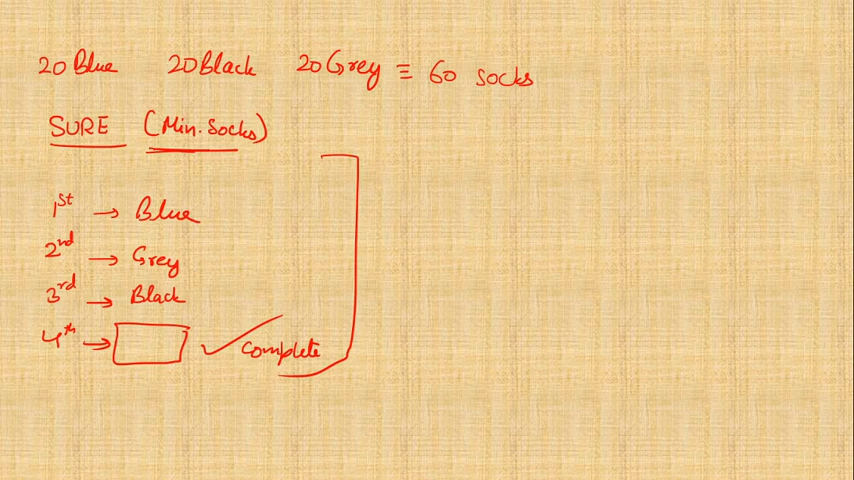 20 Blue 20 Black 20 Grey ≡ 60 socks
SURE (Min. Socks)
1st → Blue
2nd → Grey
3rd → Black
4th → ✓ complete